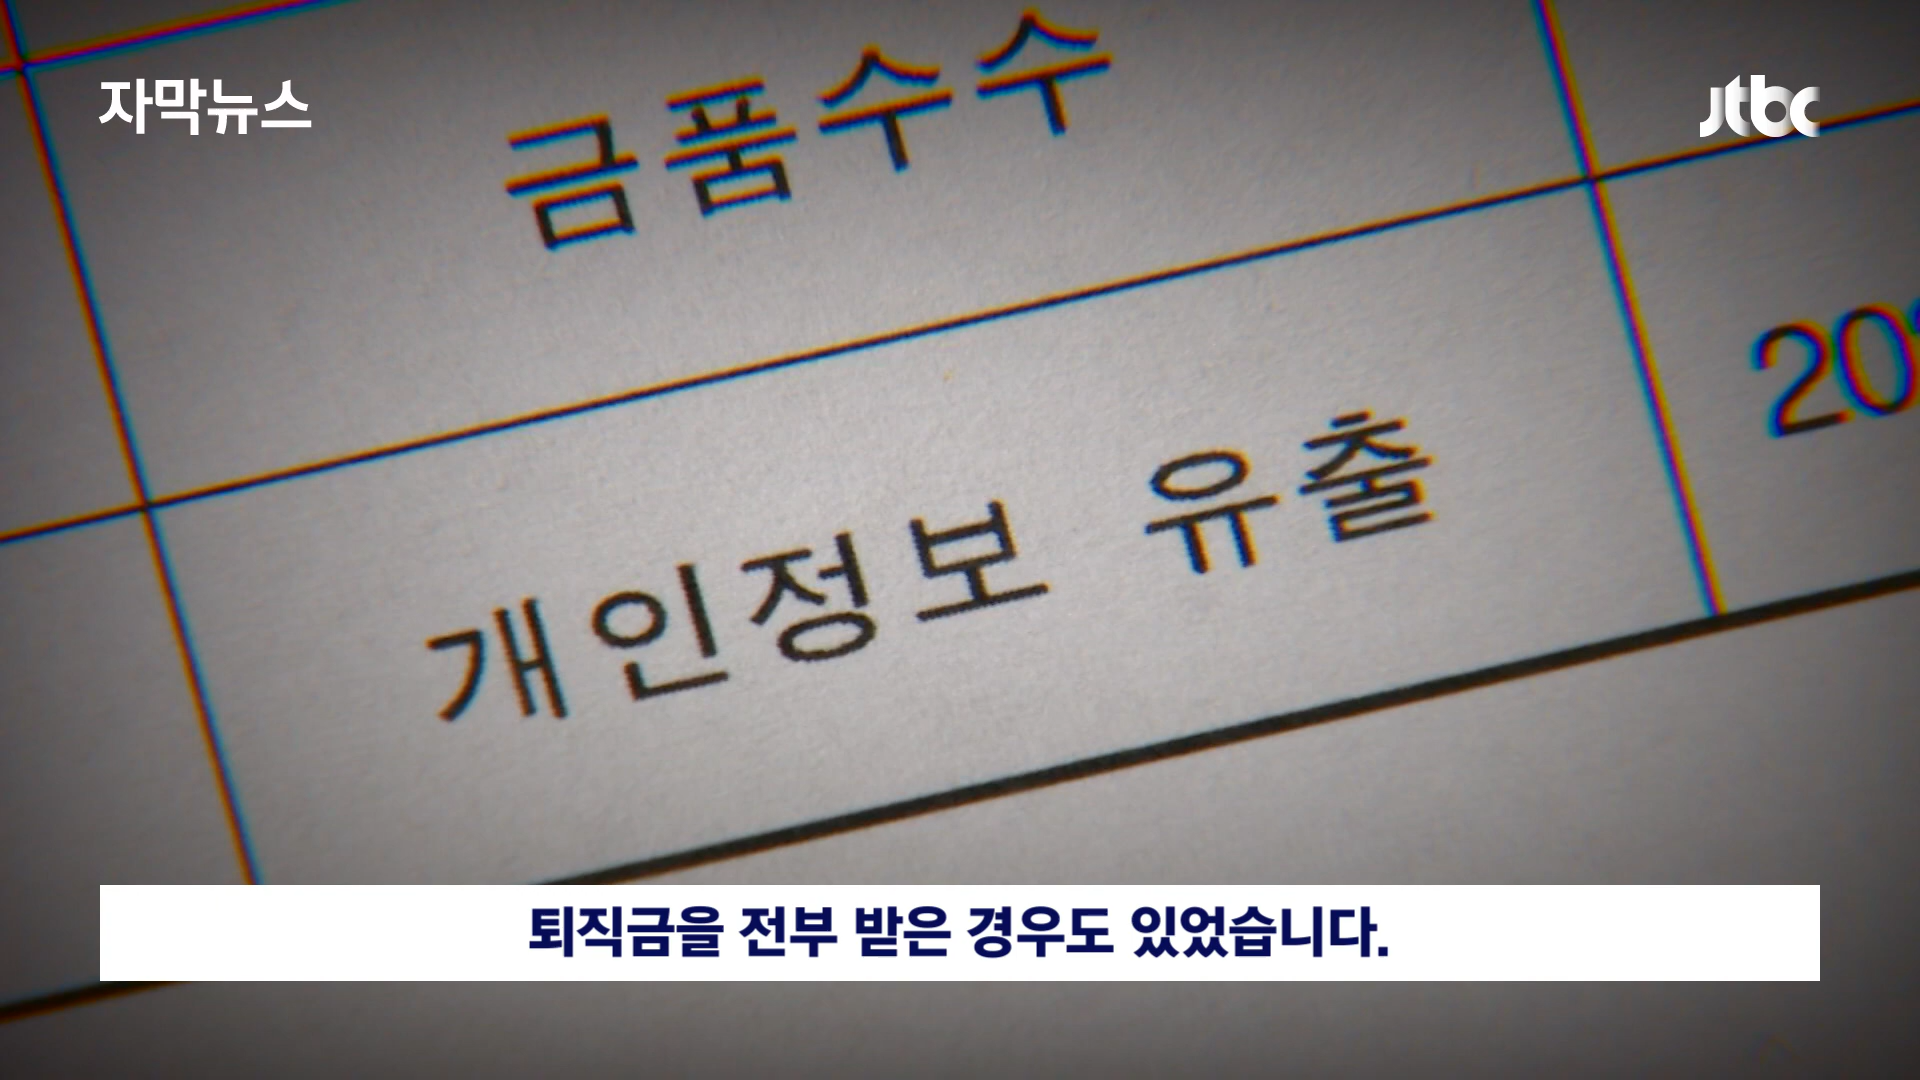 자막뉴스
jtbc
금품수수
개인정보 유출
20
퇴직금을 전부 받은 경우도 있었습니다.